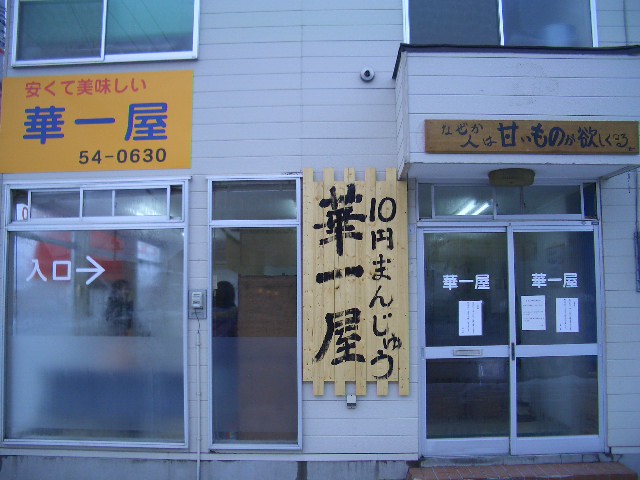 安くて美味しい
華一屋
54-0630
入口→
華一屋
10円まんじゅう
なぜか
人は甘いものが欲しくなる
華一屋
華一屋